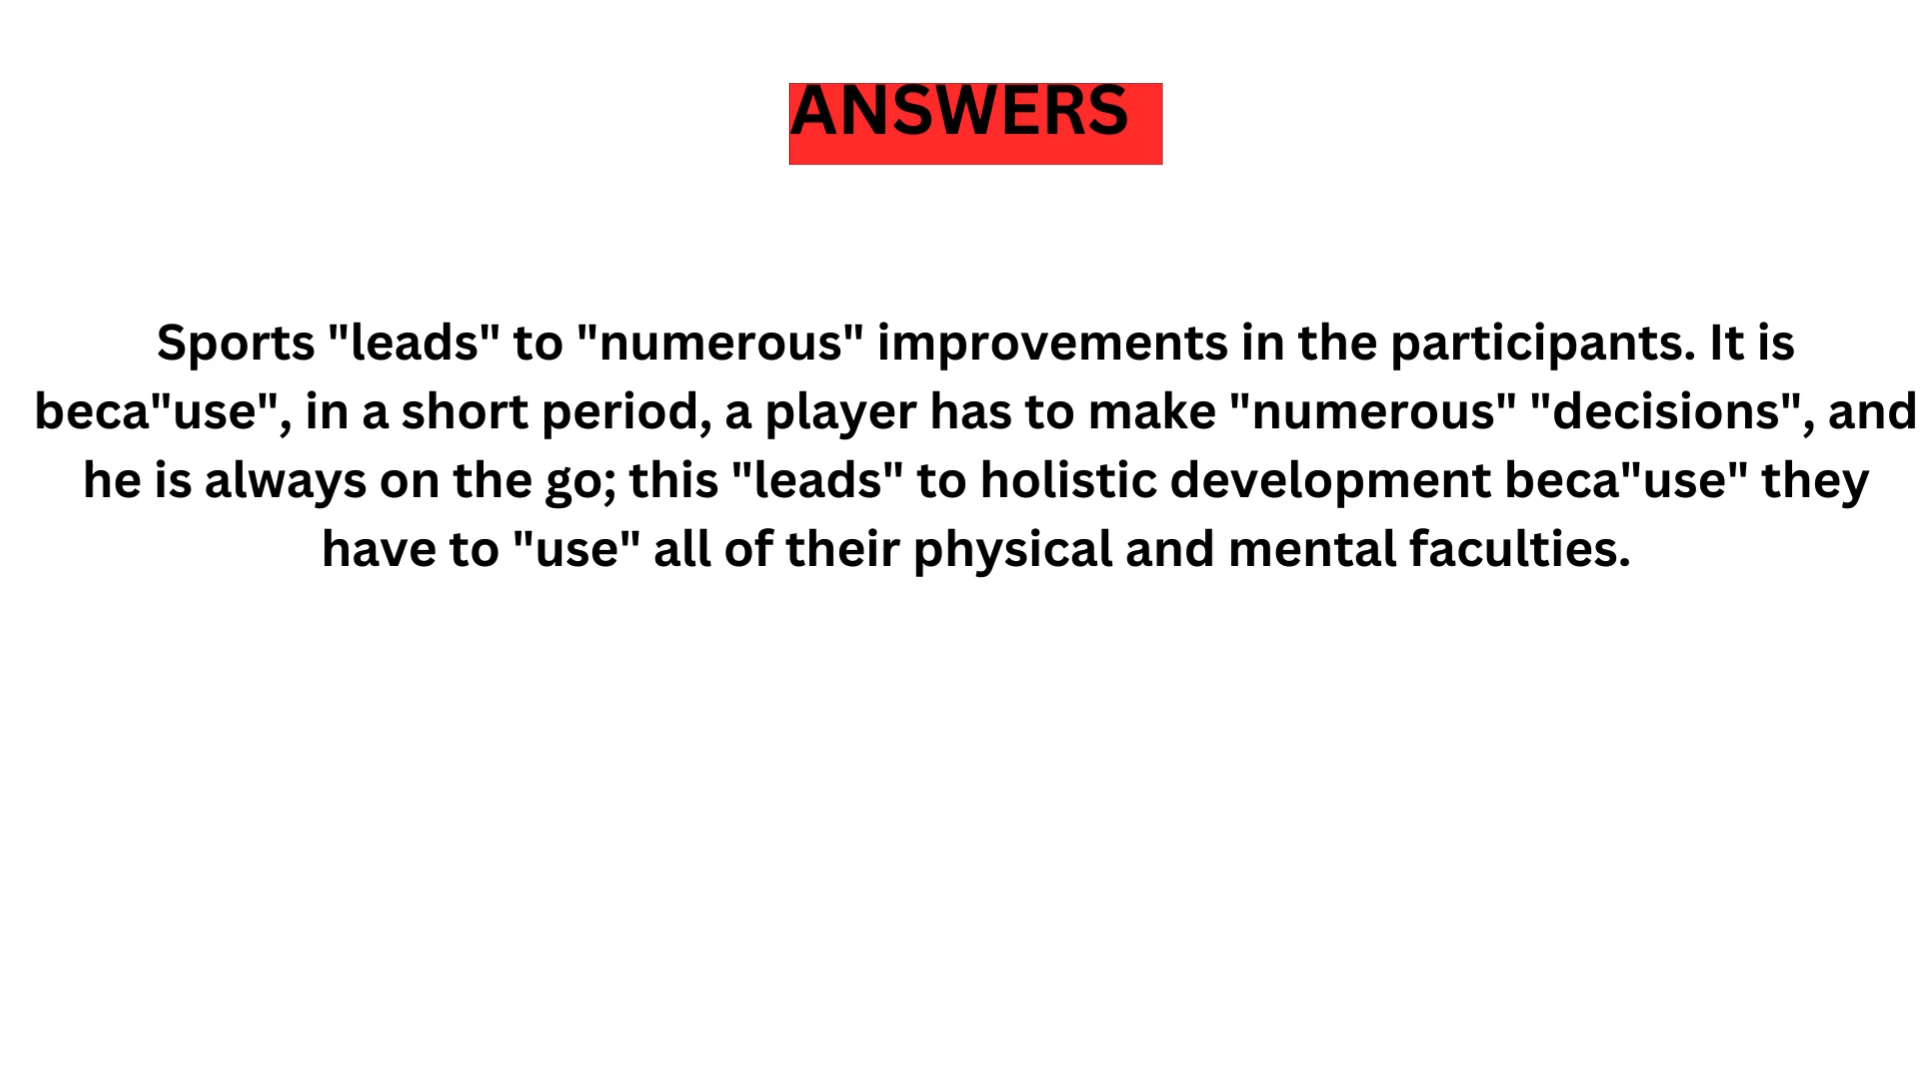 ANSWERS
Sports "leads" to "numerous" improvements in the participants. It is
beca"use", in a short period, a player has to make "numerous" "decisions", and
he is always on the go; this "leads" to holistic development beca"use" they
have to "use" all of their physical and mental faculties.